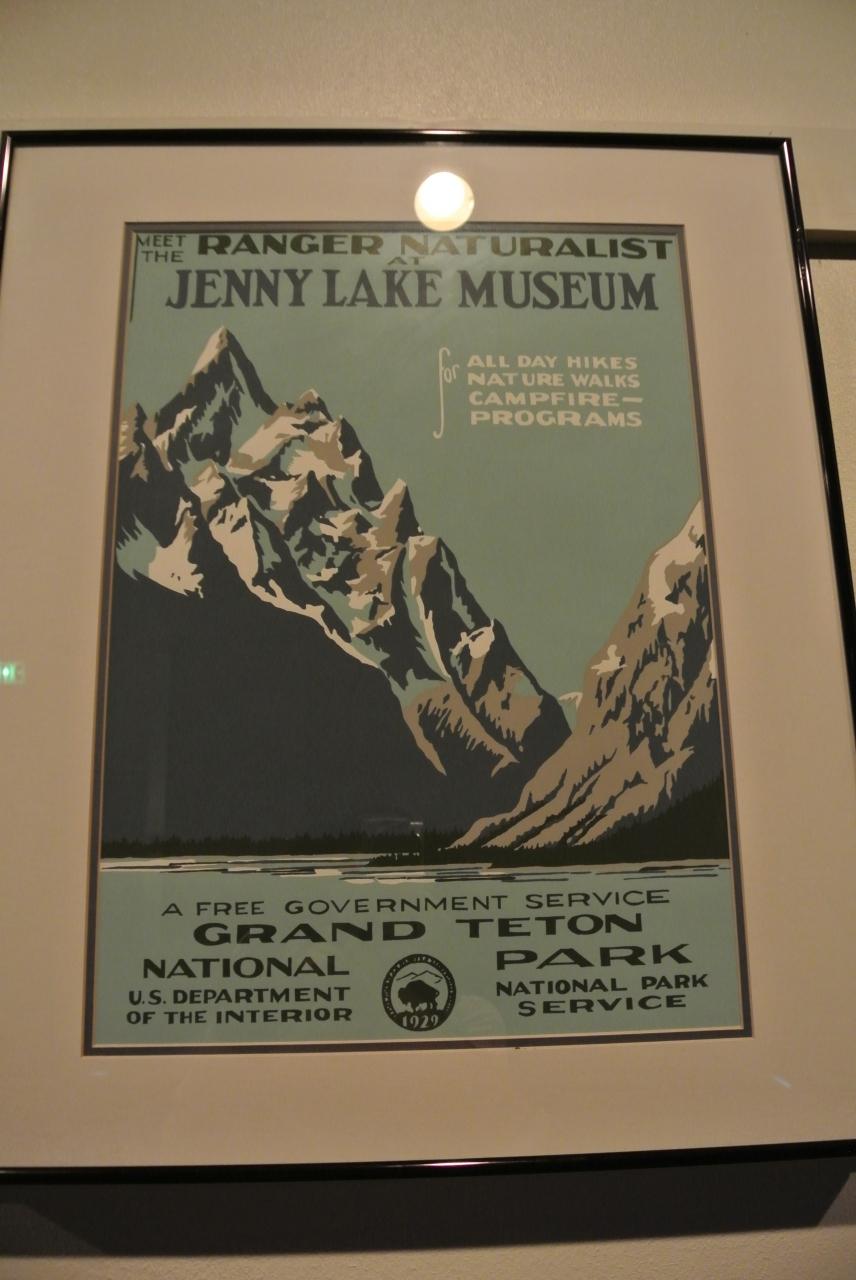 MEET THE RANGER NATURALIST
AT
JENNY LAKE MUSEUM
for ALL DAY HIKES
NATURE WALKS
CAMPFIRE-
PROGRAMS
A FREE GOVERNMENT SERVICE
GRAND TETON
NATIONAL PARK
U.S. DEPARTMENT
OF THE INTERIOR
1929
NATIONAL PARK
SERVICE